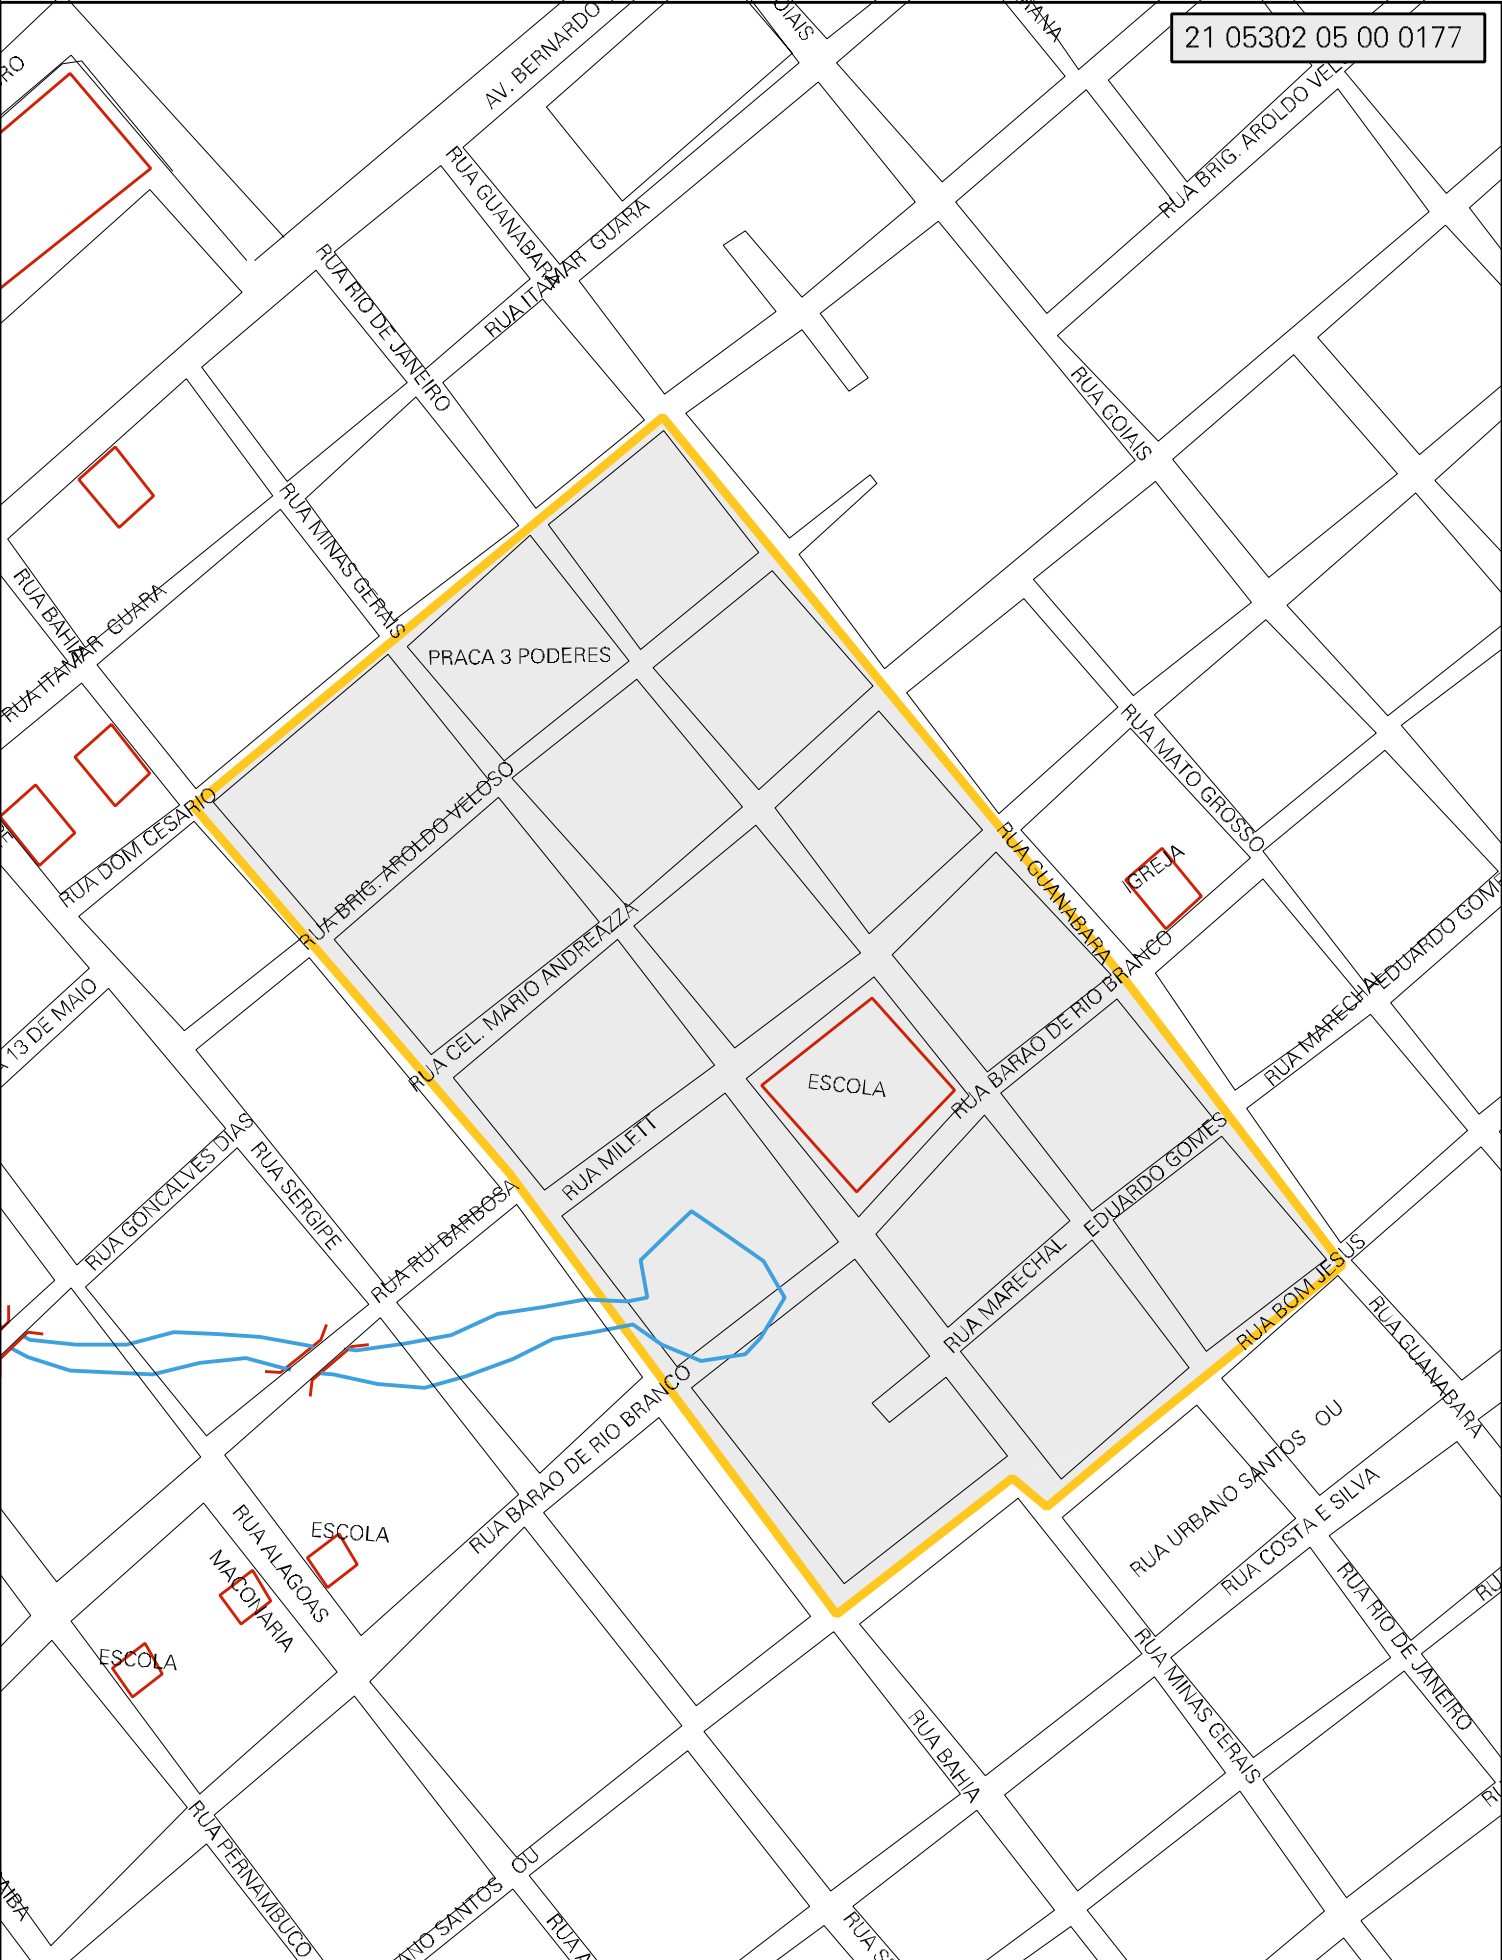 21 05302 05 00 0177
AV. BERNARDO
RUA BRIG. AROLDO
RUA GUANABARA
RUA ITAMAR GUARA
RUA RIO DE JANEIRO
RUA GOIAIS
RUA MINAS GERAIS
RUA BAHIA
RUA ITAMAR GUARA
PRACA 3 PODERES
RUA MATO GROSSO
RUA DOM CESARIO
RUA BRIG. AROLDO VELOSO
RUA GUANABARA
IGREJA
RUA CEL. MARIO ANDREAZZA
RUA BARAO DE RIO BRANCO
RUA MARECHAL EDUARDO
13 DE MAIO
ESCOLA
RUA MILETT
RUA GONCALVES DIAS
RUA SERGIPE
RUA RUI BARBOSA
RUA MARECHAL EDUARDO GOMES
RUA BOM JESUS
RUA GUANABARA
RUA BARAO DE RIO BRANCO
RUA URBANO SANTOS OU
RUA COSTA E SILVA
RUA ALAGOAS
ESCOLA
MACONARIA
ESCOLA
RUA RIO DE JANEIRO
RUA MINAS GERAIS
RUA BAHIA
RUA PERNAMBUCO
SANTOS OU
RUA
RUA